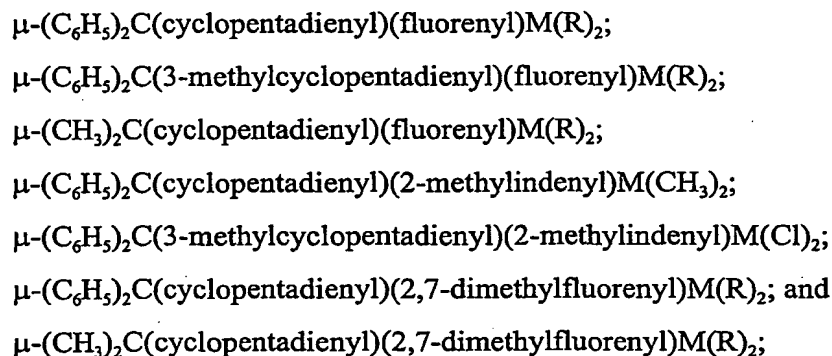 μ-(C₆H₅)₂C(cyclopentadienyl)(fluorenyl)M(R)₂;
μ-(C₆H₅)₂C(3-methylcyclopentadienyl)(fluorenyl)M(R)₂;
μ-(CH₃)₂C(cyclopentadienyl)(fluorenyl)M(R)₂;
μ-(C₆H₅)₂C(cyclopentadienyl)(2-methylindenyl)M(CH₃)₂;
μ-(C₆H₅)₂C(3-methylcyclopentadienyl)(2-methylindenyl)M(Cl)₂;
μ-(C₆H₅)₂C(cyclopentadienyl)(2,7-dimethylfluorenyl)M(R)₂; and
μ-(CH₃)₂C(cyclopentadienyl)(2,7-dimethylfluorenyl)M(R)₂;